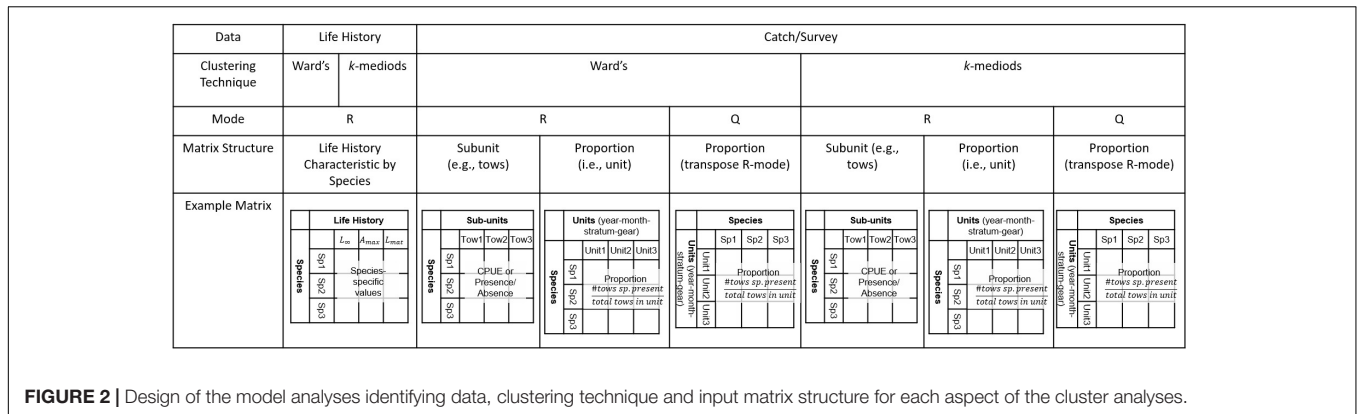 Data Life History Catch/Survey
Clustering Technique Ward's k-mediods Ward's k-mediods
Mode R R Q R Q
Matrix Structure Life History Characteristic by Species Subunit (e.g., tows) Proportion (i.e., unit) Proportion (transpose R-mode) Subunit (e.g., tows) Proportion (i.e., unit) Proportion (transpose R-mode)
Example Matrix
Life History
L∞ Amax Lmat
Species
Sp1
Sp2
Sp3
Species-
specific
values
Sub-units
Tow1 Tow2 Tow3
Species
Sp1
Sp2
Sp3
CPUE or
Presence/
Absence
Units (year-month-
stratum-gear)
Unit1 Unit2 Unit3
Species
Sp1
Sp2
Sp3
Proportion
#tows sp.present
total tows in unit
Species
Sp1 Sp2 Sp3
Units (year-month-
stratum-gear)
Unit1
Unit2
Unit3
Proportion
#tows sp.present
total tows in unit
Sub-units
Tow1 Tow2 Tow3
Species
Sp1
Sp2
Sp3
CPUE or
Presence/
Absence
Units (year-month-
stratum-gear)
Unit1 Unit2 Unit3
Species
Sp1
Sp2
Sp3
Proportion
#tows sp.present
total tows in unit
Species
Sp1 Sp2 Sp3
Units (year-month-
stratum-gear)
Unit1
Unit2
Unit3
Proportion
#tows sp.present
total tows in unit
FIGURE 2 | Design of the model analyses identifying data, clustering technique and input matrix structure for each aspect of the cluster analyses.